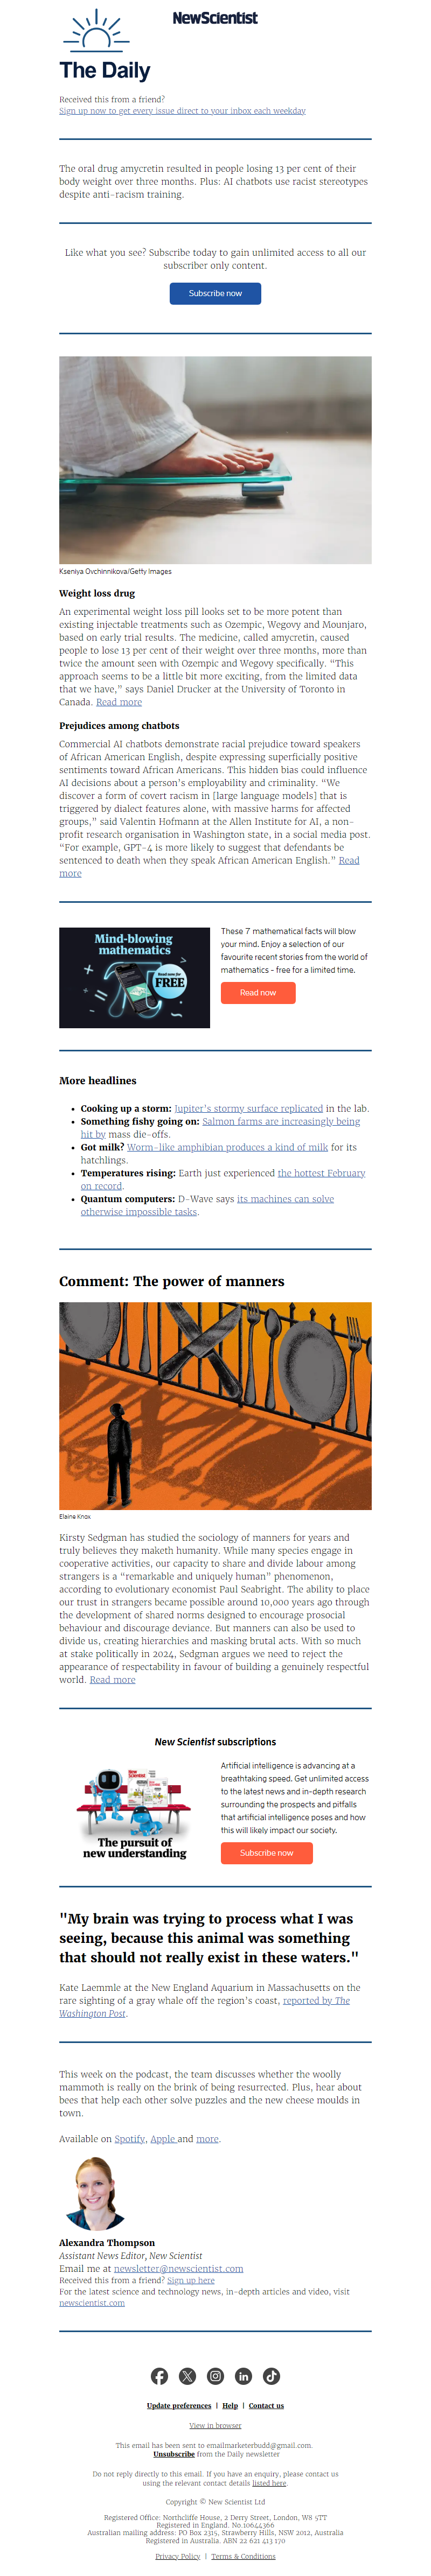 NewScientist
The Daily
Received this from a friend?
Sign up now to get every issue direct to your inbox each weekday
The oral drug amycretin resulted in people losing 13 per cent of their
body weight over three months. Plus: AI chatbots use racist stereotypes
despite anti-racism training.
Like what you see? Subscribe today to gain unlimited access to all our
subscriber only content.
Subscribe now
Kseniya Ovchinnikova/Getty Images
Weight loss drug
An experimental weight loss pill looks set to be more potent than
existing injectable treatments such as Ozempic, Wegovy and Mounjaro,
based on early trial results. The medicine, called amycretin, caused
people to lose 13 per cent of their weight over three months, more than
twice the amount seen with Ozempic and Wegovy specifically. “This
approach seems to be a little bit more exciting, from the limited data
that we have,” says Daniel Drucker at the University of Toronto in
Canada. Read more
Prejudices among chatbots
Commercial AI chatbots demonstrate racial prejudice toward speakers
of African American English, despite expressing superficially positive
sentiments toward African Americans. This hidden bias could influence
AI decisions about a person's employability and criminality. “We
discover a form of covert racism in [large language models] that is
triggered by dialect features alone, with massive harms for affected
groups,” said Valentin Hofmann at the Allen Institute for AI, a non-
profit research organisation in Washington state, in a social media post.
“For example, GPT-4 is more likely to suggest that defendants be
sentenced to death when they speak African American English.” Read
more
Mind-blowing
mathematics
Read now for
FREE
These 7 mathematical facts will blow
your mind. Enjoy a selection of our
favourite recent stories from the world of
mathematics - free for a limited time.
Read now
More headlines
• Cooking up a storm: Jupiter's stormy surface replicated in the lab.
• Something fishy going on: Salmon farms are increasingly being
hit by mass die-offs.
• Got milk? Worm-like amphibian produces a kind of milk for its
hatchlings.
• Temperatures rising: Earth just experienced the hottest February
on record.
• Quantum computers: D-Wave says its machines can solve
otherwise impossible tasks.
Comment: The power of manners
Elaine Knox
Kirsty Sedgman has studied the sociology of manners for years and
truly believes they maketh humanity. While many species engage in
cooperative activities, our capacity to share and divide labour among
strangers is a “remarkable and uniquely human” phenomenon,
according to evolutionary economist Paul Seabright. The ability to place
our trust in strangers became possible around 10,000 years ago through
the development of shared norms designed to encourage prosocial
behaviour and discourage deviance. But manners can also be used to
divide us, creating hierarchies and masking brutal acts. With so much
at stake politically in 2024, Sedgman argues we need to reject the
appearance of respectability in favour of building a genuinely respectful
world. Read more
New Scientist subscriptions
The pursuit of
new understanding
Artificial intelligence is advancing at a
breathtaking speed. Get unlimited access
to the latest news and in-depth research
surrounding the prospects and pitfalls
that artificial intelligence poses and how
this will likely impact our society.
Subscribe now
"My brain was trying to process what I was
seeing, because this animal was something
that should not really exist in these waters."
Kate Laemmle at the New England Aquarium in Massachusetts on the
rare sighting of a gray whale off the region's coast, reported by The
Washington Post.
This week on the podcast, the team discusses whether the woolly
mammoth is really on the brink of being resurrected. Plus, hear about
bees that help each other solve puzzles and the new cheese moulds in
town.
Available on Spotify, Apple and more.
Alexandra Thompson
Assistant News Editor, New Scientist
Email me at newsletter@newscientist.com
Received this from a friend? Sign up here
For the latest science and technology news, in-depth articles and video, visit
newscientist.com
Update preferences | Help | Contact us
View in browser
This email has been sent to emailmarketerbudd@gmail.com.
Unsubscribe from the Daily newsletter
Do not reply directly to this email. If you have an enquiry, please contact us
using the relevant contact details listed here.
Copyright © New Scientist Ltd
Registered Office: Northcliffe House, 2 Derry Street, London, W8 5TT
Registered in England. No.10644366
Australian mailing address: PO Box 2315, Strawberry Hills, NSW 2012, Australia
Registered in Australia. ABN 22 621 413 170
Privacy Policy | Terms & Conditions